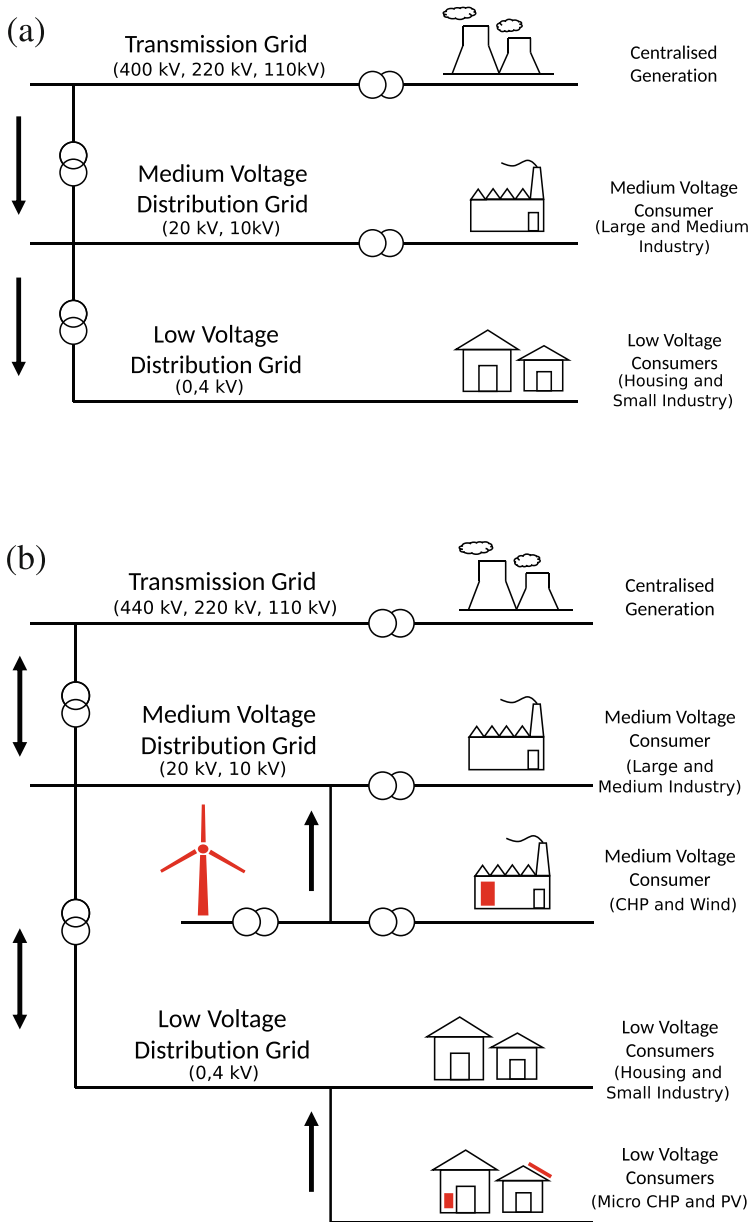 (a)
Transmission Grid
(400 kV, 220 kV, 110kV)
Centralised
Generation
Medium Voltage
Distribution Grid
(20 kV, 10kV)
Medium Voltage
Consumer
(Large and Medium
Industry)
Low Voltage
Distribution Grid
(0,4 kV)
Low Voltage
Consumers
(Housing and
Small Industry)
(b)
Transmission Grid
(440 kV, 220 kV, 110 kV)
Centralised
Generation
Medium Voltage
Distribution Grid
(20 kV, 10 kV)
Medium Voltage
Consumer
(Large and
Medium Industry)
Medium Voltage
Consumer
(CHP and Wind)
Low Voltage
Distribution Grid
(0,4 kV)
Low Voltage
Consumers
(Housing and
Small Industry)
Low Voltage
Consumers
(Micro CHP and PV)